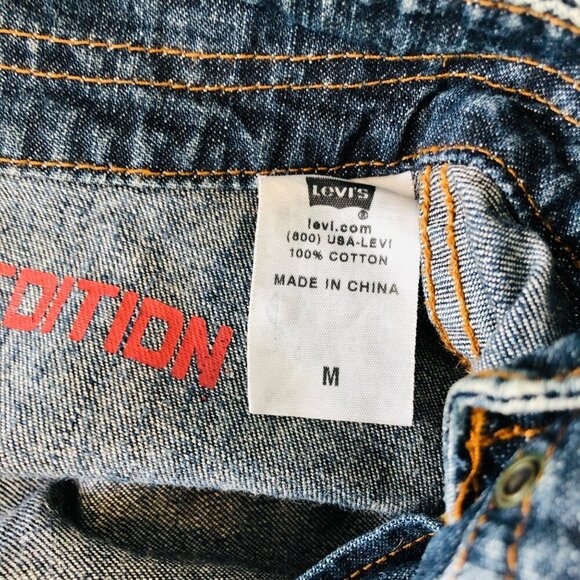 LEVI'S
®
levi.com
(800) USA-LEVI
100% COTTON
MADE IN CHINA
M
EDITION